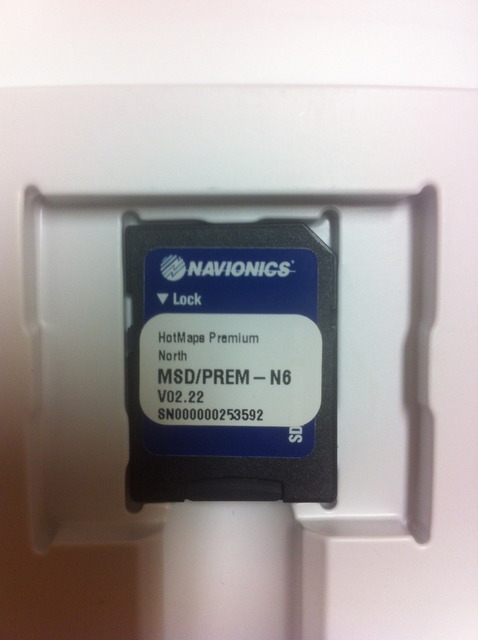 NAVIONICS
▼ Lock
HotMaps Premium
North
MSD/PREM – N6
V02.22
SN000000253592
SD